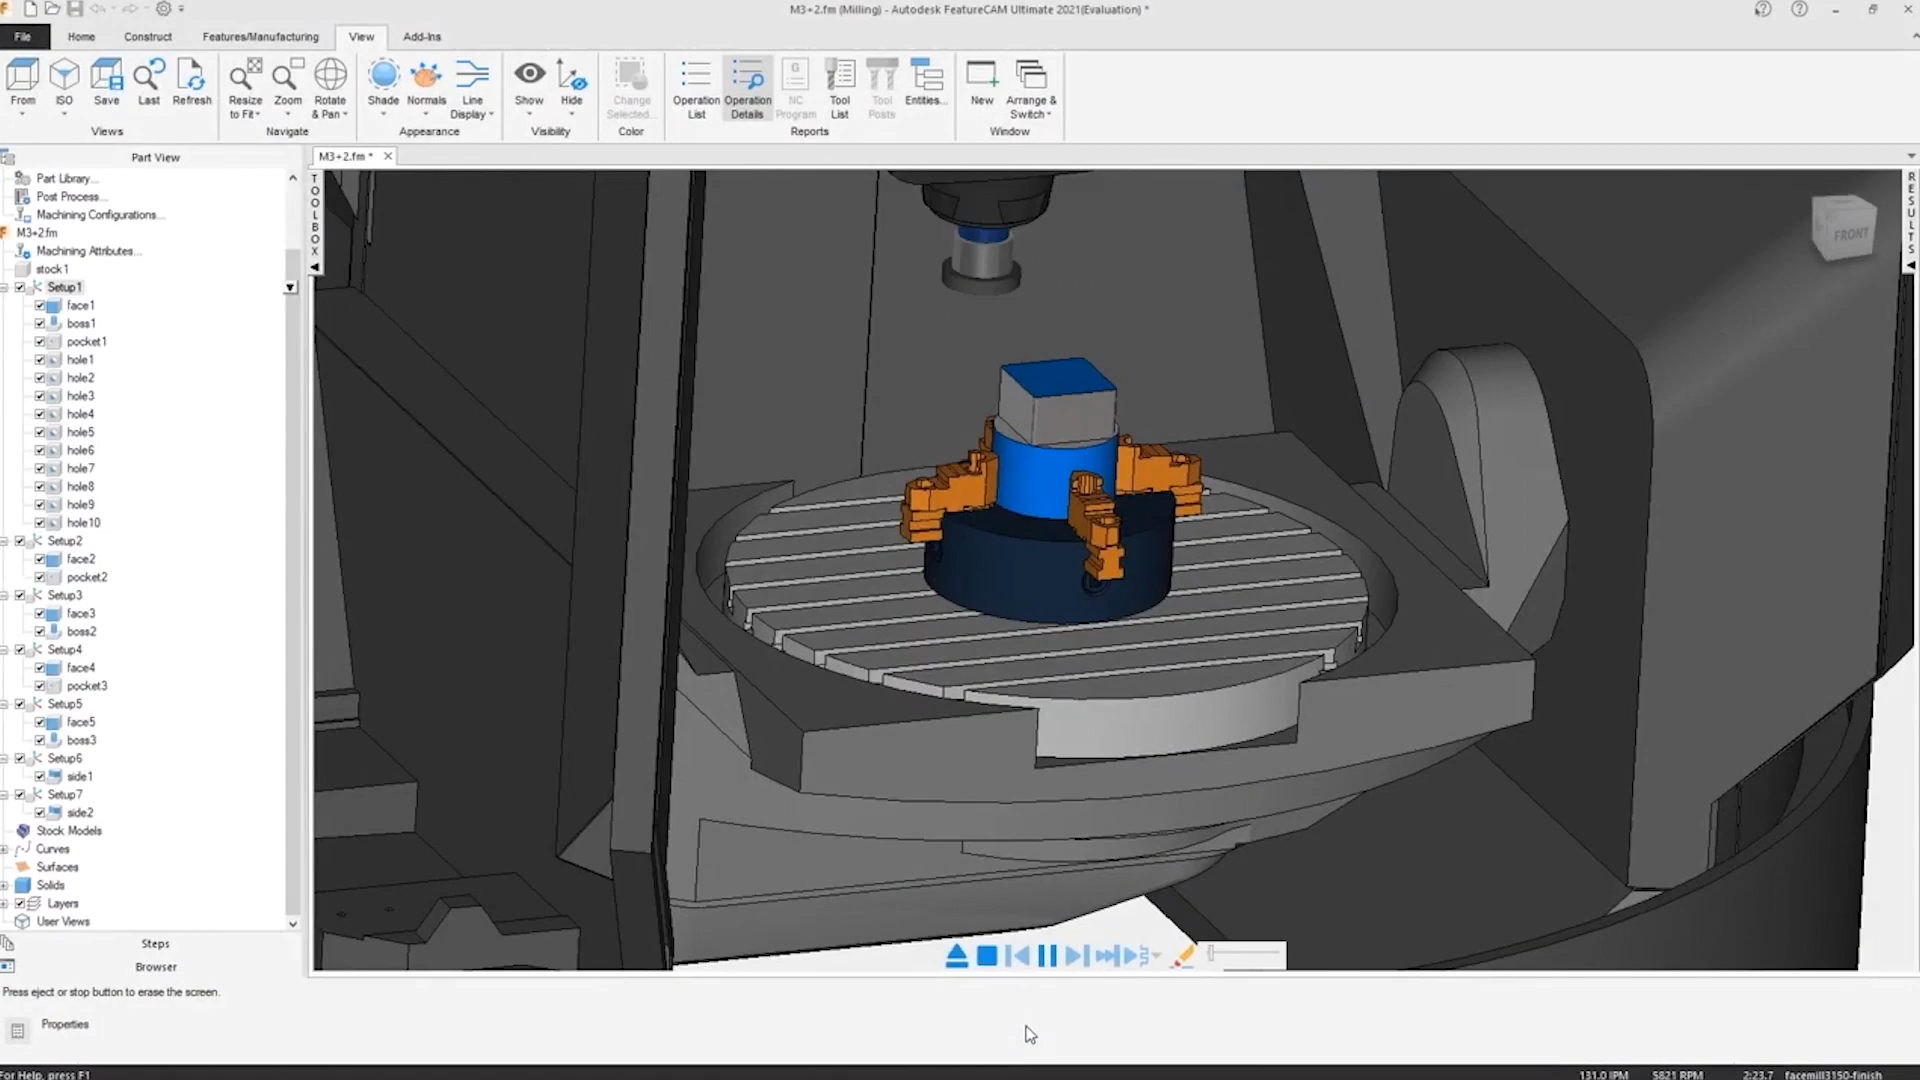 M3+2.fm (Milling) - Autodesk FeatureCAM Ultimate 2021(Evaluation) *
File Home Construct Features/Manufacturing View Add-Ins
From ISO Save Last Refresh Resize to Fit Zoom Rotate & Pan Shade Normals Line Display Show Hide Change Selected... Operation List Operation Details NC Program Tool List Tool Posts Entities... New Arrange & Switch
Views Navigate Appearance Visibility Color Reports Window
Part View
M3+2.fm *
Part Library...
Post Process...
Machining Configurations...
M3+2.fm
Machining Attributes...
stock1
Setup1
face1
boss1
pocket1
hole1
hole2
hole3
hole4
hole5
hole6
hole7
hole8
hole9
hole10
Setup2
face2
pocket2
Setup3
face3
boss2
Setup4
face4
pocket3
Setup5
face5
boss3
Setup6
side1
Setup7
side2
Stock Models
Curves
Surfaces
Solids
Layers
User Views
Steps
Browser
TOOLBOX
FRONT
RESULTS
Press eject or stop button to erase the screen.
Properties
For Help, press F1
131.0 IPM 5821 RPM 2:23.7 facemill3150-finish